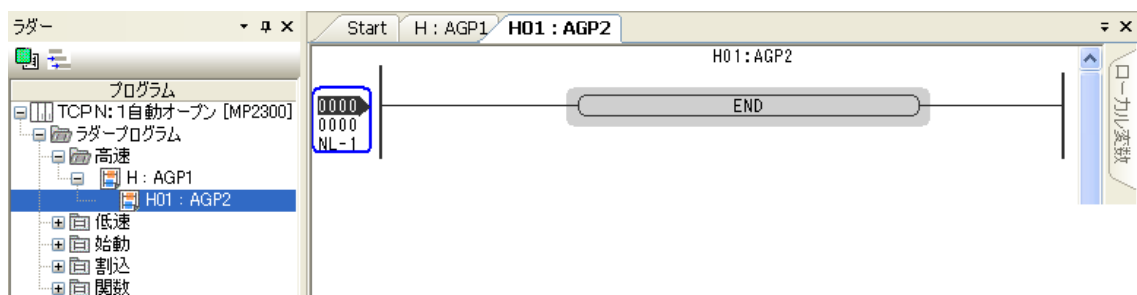 ラダー
プログラム
TCPN:1自動オープン [MP2300]
ラダープログラム
高速
H : AGP1
H01 : AGP2
低速
始動
割込
関数
Start
H : AGP1
H01 : AGP2
H01:AGP2
0000
0000
NL-1
END
ローカル変数